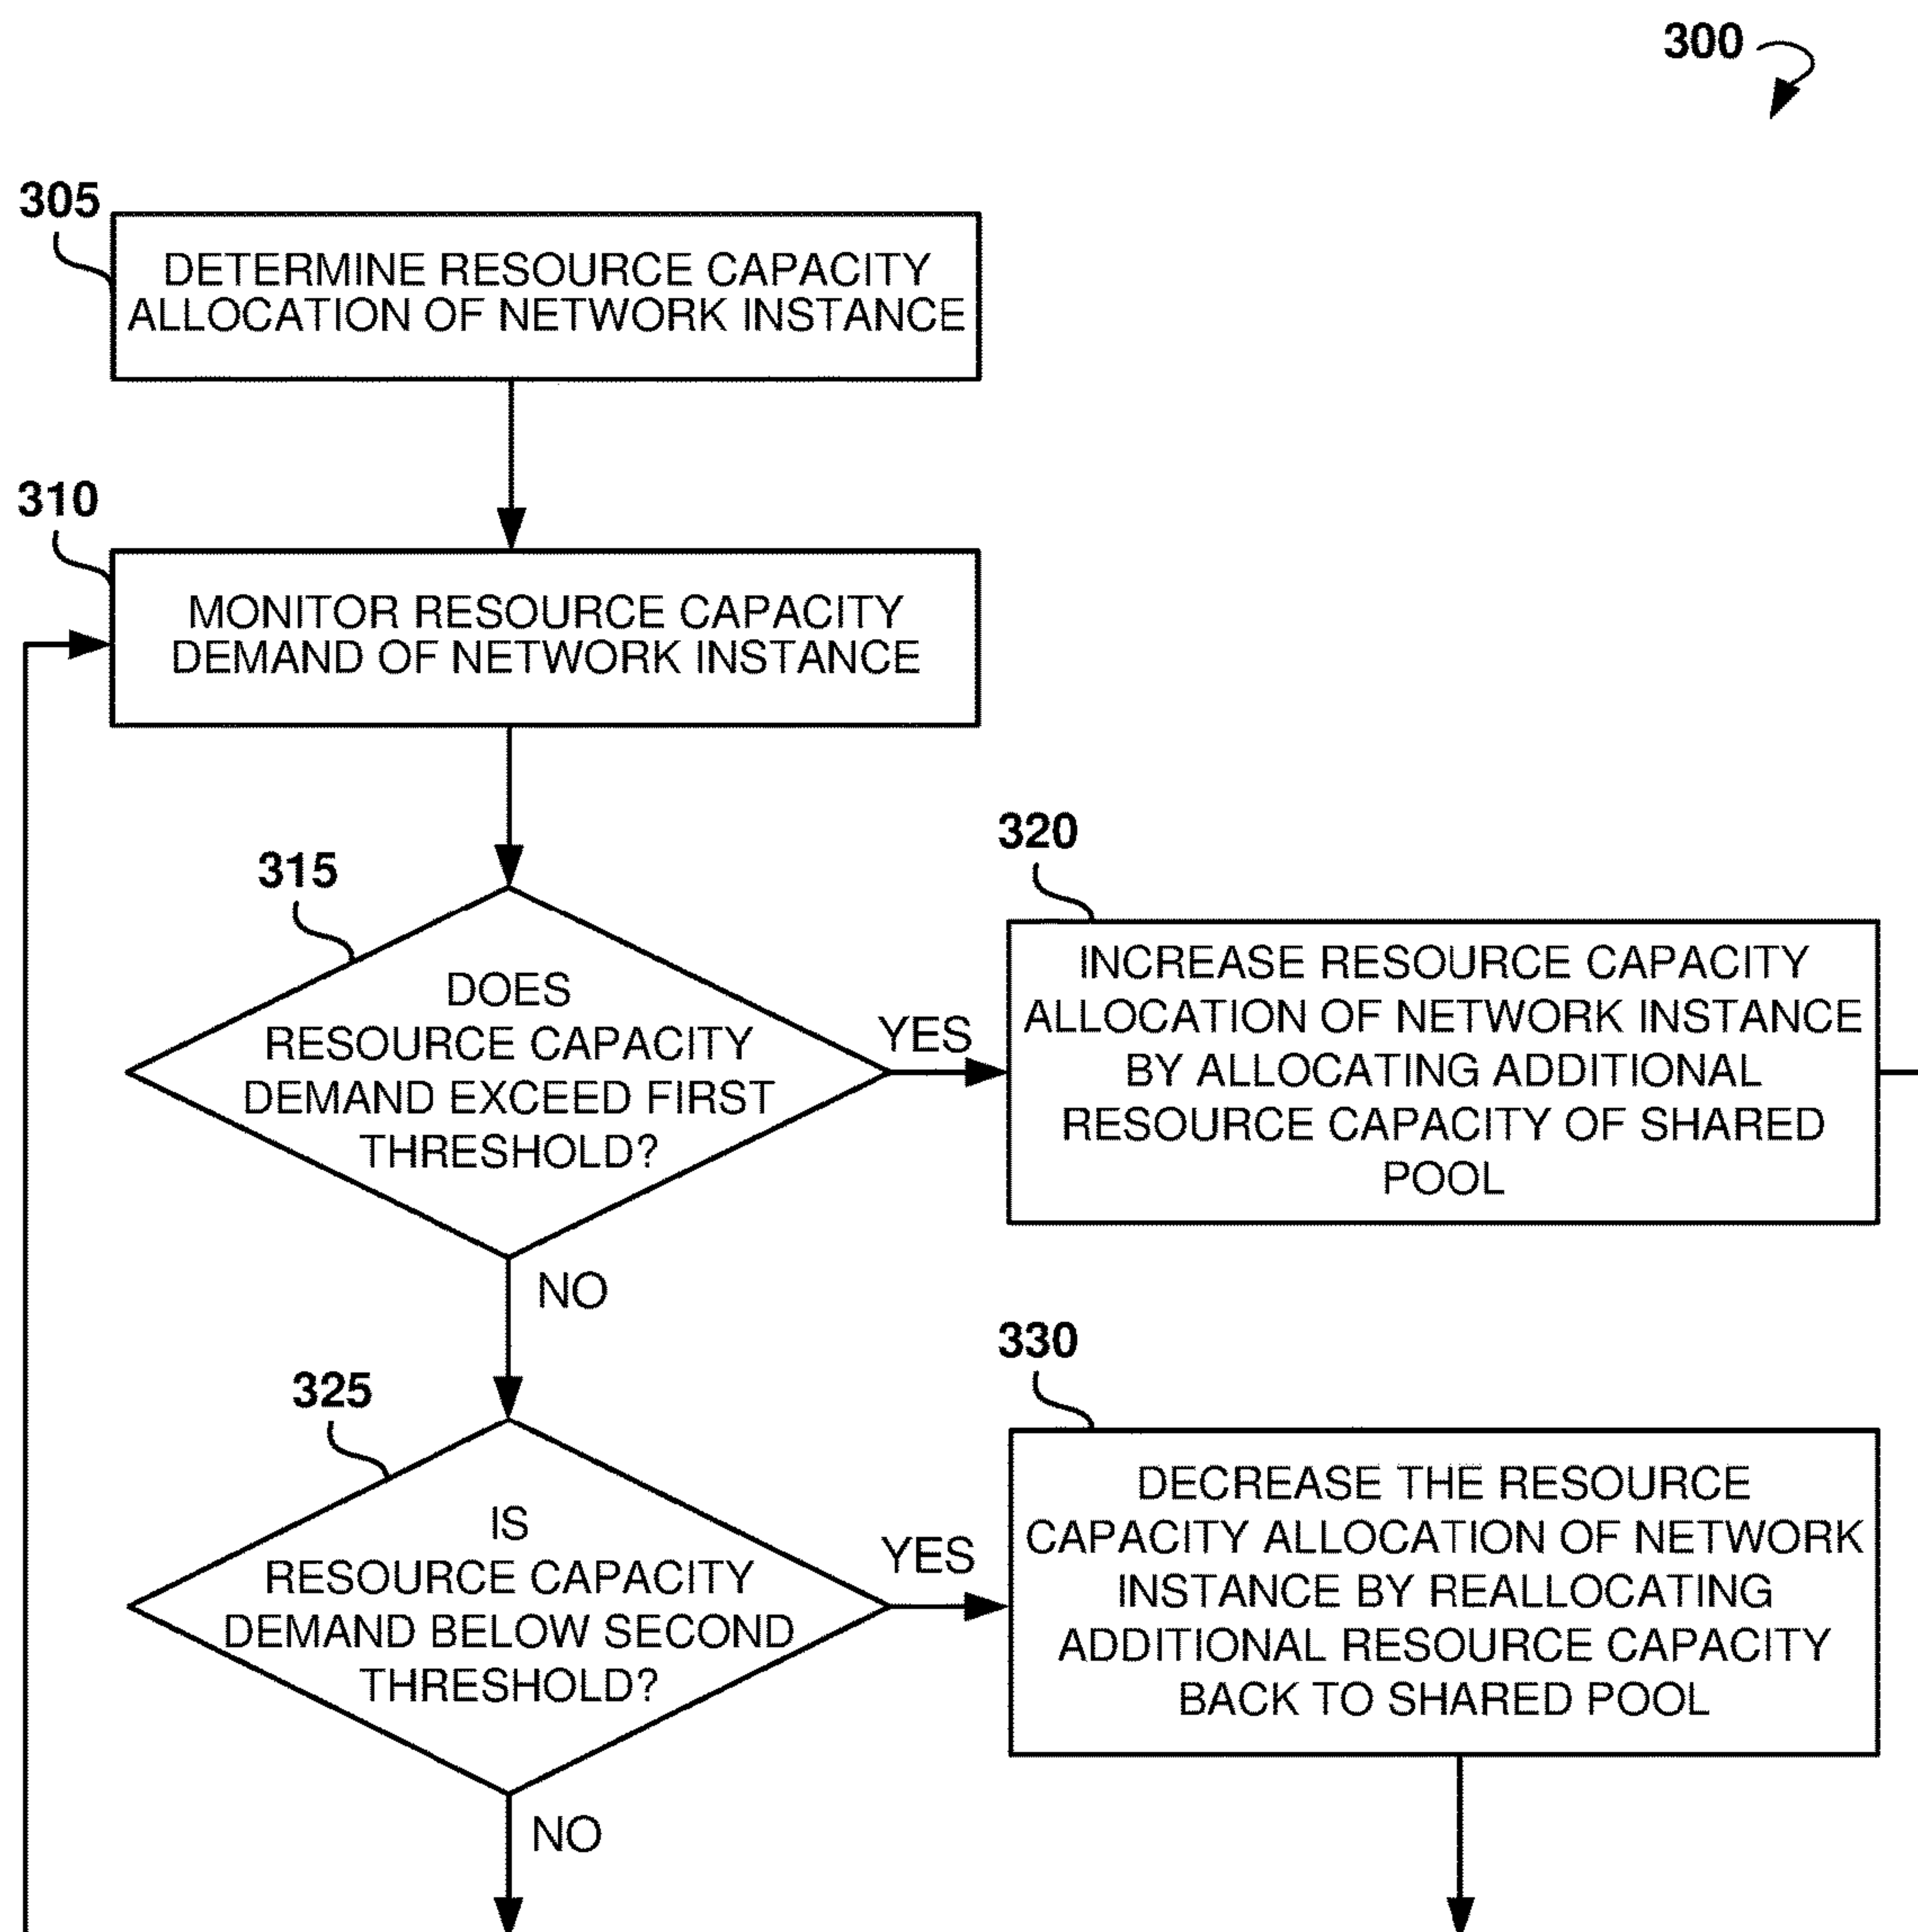 300
305
DETERMINE RESOURCE CAPACITY
ALLOCATION OF NETWORK INSTANCE
310
MONITOR RESOURCE CAPACITY
DEMAND OF NETWORK INSTANCE
315
DOES
RESOURCE CAPACITY
DEMAND EXCEED FIRST
THRESHOLD?
YES
320
INCREASE RESOURCE CAPACITY
ALLOCATION OF NETWORK INSTANCE
BY ALLOCATING ADDITIONAL
RESOURCE CAPACITY OF SHARED
POOL
NO
325
IS
RESOURCE CAPACITY
DEMAND BELOW SECOND
THRESHOLD?
YES
330
DECREASE THE RESOURCE
CAPACITY ALLOCATION OF NETWORK
INSTANCE BY REALLOCATING
ADDITIONAL RESOURCE CAPACITY
BACK TO SHARED POOL
NO